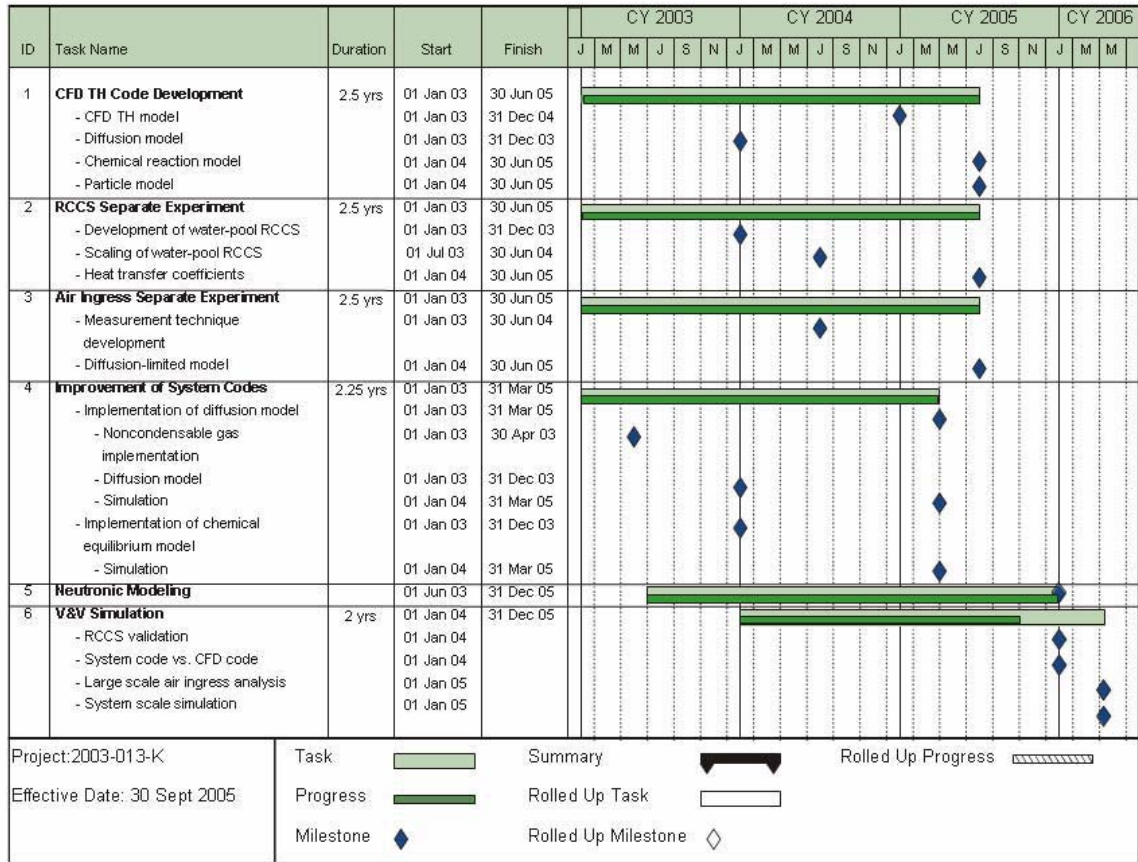 CY 2003 CY 2004 CY 2005 CY 2006
ID Task Name Duration Start Finish J M M J S N J M M J S N J M M J S N J M M
1 CFD TH Code Development 2.5 yrs 01 Jan 03 30 Jun 05
- CFD TH model 01 Jan 03 31 Dec 04
- Diffusion model 01 Jan 03 31 Dec 03
- Chemical reaction model 01 Jan 04 30 Jun 05
- Particle model 01 Jan 04 30 Jun 05
2 RCCS Separate Experiment 2.5 yrs 01 Jan 03 30 Jun 05
- Development of water-pool RCCS 01 Jan 03 31 Dec 03
- Scaling of water-pool RCCS 01 Jul 03 30 Jun 04
- Heat transfer coefficients 01 Jan 04 30 Jun 05
3 Air Ingress Separate Experiment 2.5 yrs 01 Jan 03 30 Jun 05
- Measurement technique 01 Jan 03 30 Jun 04
development
- Diffusion-limited model 01 Jan 04 30 Jun 05
4 Improvement of System Codes 2.25 yrs 01 Jan 03 31 Mar 05
- Implementation of diffusion model 01 Jan 03 31 Mar 05
- Noncondensable gas 01 Jan 03 30 Apr 03
implementation
- Diffusion model 01 Jan 03 31 Dec 03
- Simulation 01 Jan 04 31 Mar 05
- Implementation of chemical 01 Jan 03 31 Dec 03
equilibrium model
- Simulation 01 Jan 04 31 Mar 05
5 Neutronic Modeling 01 Jun 03 31 Dec 05
6 V&V Simulation 2 yrs 01 Jan 04 31 Dec 05
- RCCS validation 01 Jan 04
- System code vs. CFD code 01 Jan 04
- Large scale air ingress analysis 01 Jan 05
- System scale simulation 01 Jan 05
Project:2003-013-K Task Summary Rolled Up Progress
Effective Date: 30 Sept 2005 Progress Rolled Up Task
Milestone Rolled Up Milestone